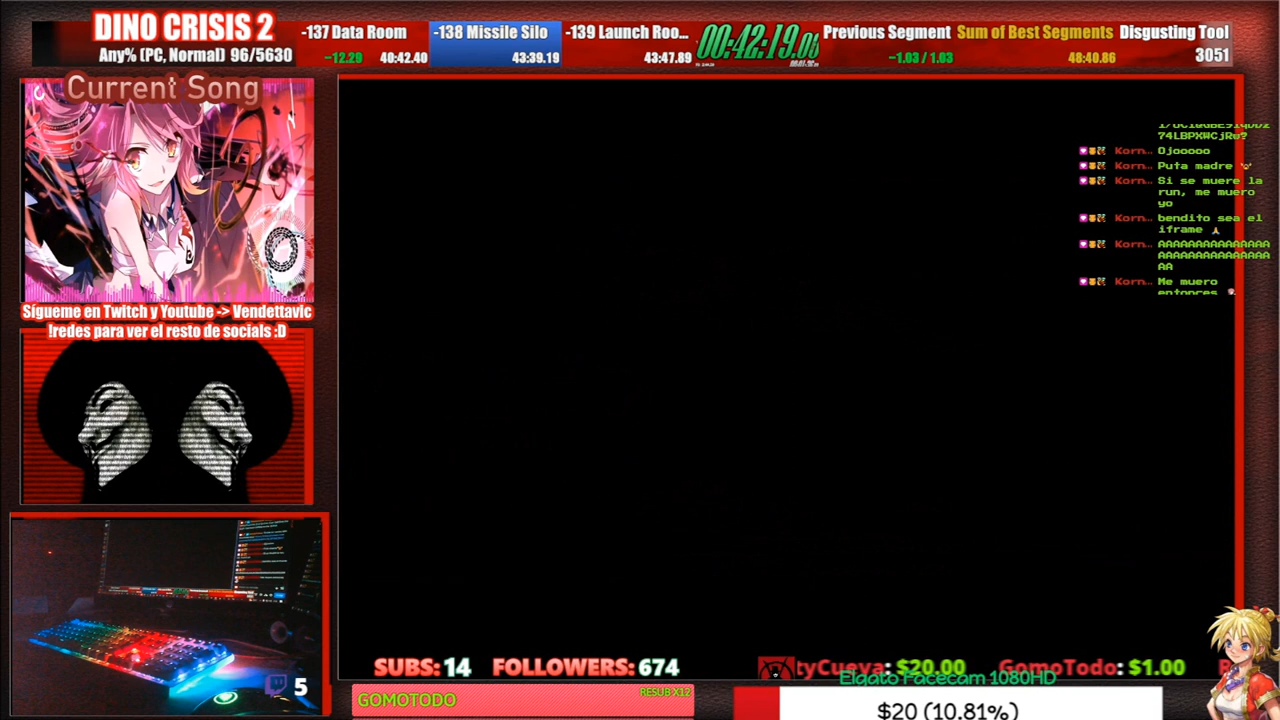 DINO CRISIS 2
Any% (PC, Normal) 96/5630
-137 Data Room
-12.29 40:42.40
-138 Missile Silo
43:39.19
-139 Launch Roo...
43:47.89
00:42:19.06
Previous Segment
-1.03 / 1.03
Sum of Best Segments
48:40.86
Disgusting Tool
3051
Current Song
Sígueme en Twitch y Youtube -> Vendettavic
!redes para ver el resto de socials :D
74LBPXWCjRw?
Korn... Ojooooo
Korn... Puta madre
Korn... Si se muere la
run, me muero
yo
Korn... bendito sea el
iframe
Korn... AAAAAAAAAAAAAAA
AAAAAAAAAAAAAAA
AA
Korn... Me muero
entonces
5
SUBS: 14 FOLLOWERS: 674
tyCueva: $20.00 GomoTodo: $1.00
Elgato Facecam 1080HD
GOMOTODO RESUB X12
$20 (10.81%)